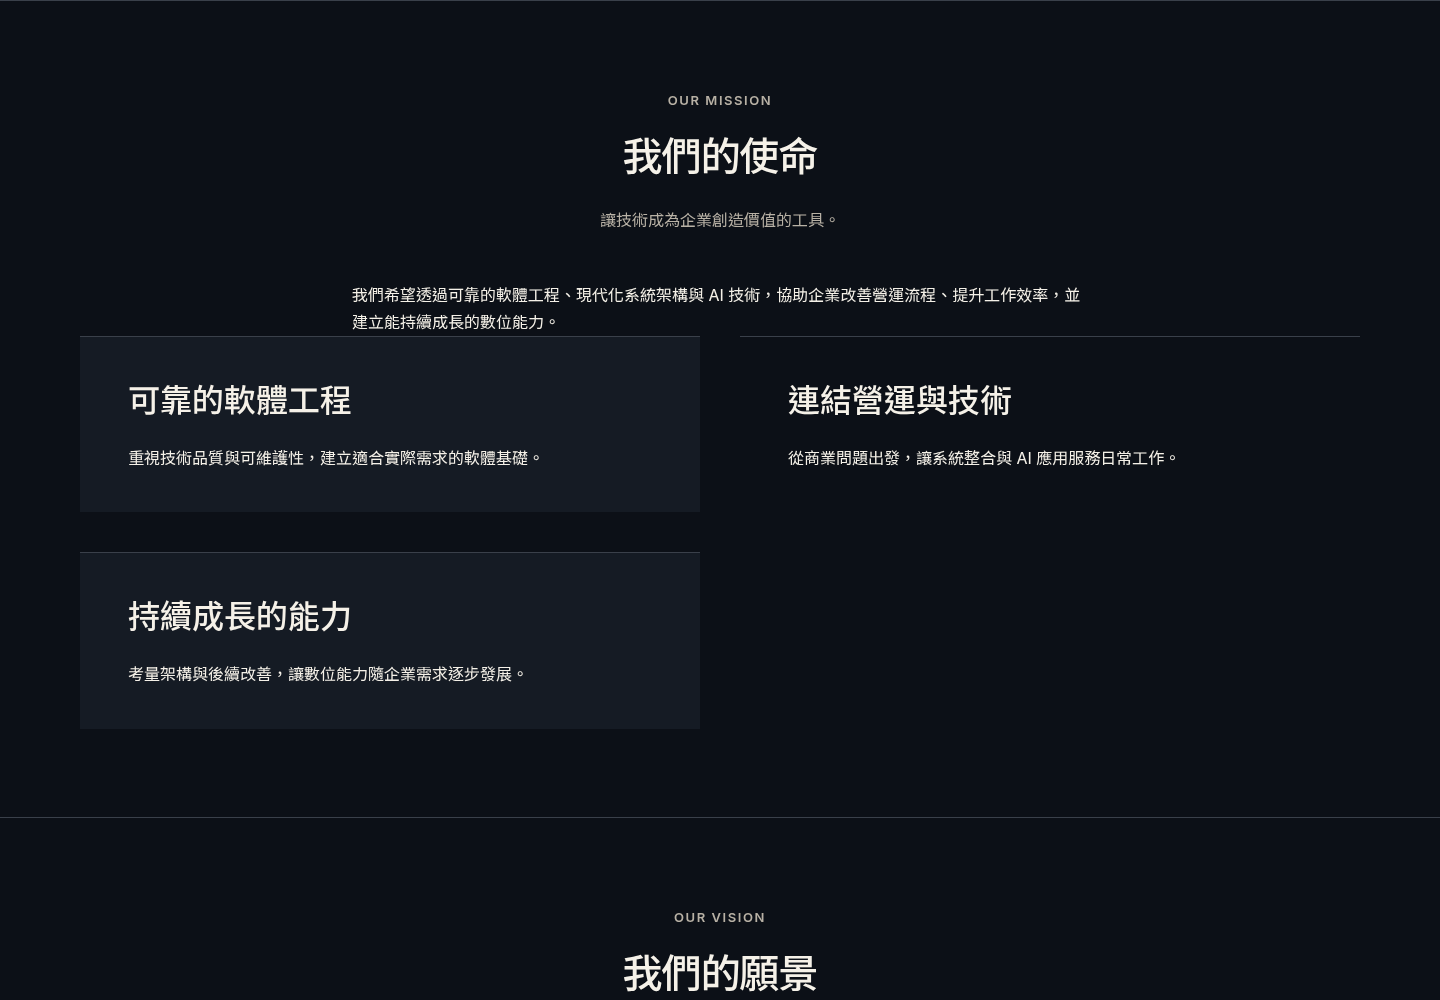 OUR MISSION
我們的使命
讓技術成為企業創造價值的工具。
我們希望透過可靠的軟體工程、現代化系統架構與 AI 技術，協助企業改善營運流程、提升工作效率，並
建立能持續成長的數位能力。
可靠的軟體工程
重視技術品質與可維護性，建立適合實際需求的軟體基礎。
連結營運與技術
從商業問題出發，讓系統整合與 AI 應用服務日常工作。
持續成長的能力
考量架構與後續改善，讓數位能力隨企業需求逐步發展。
OUR VISION
我們的願景